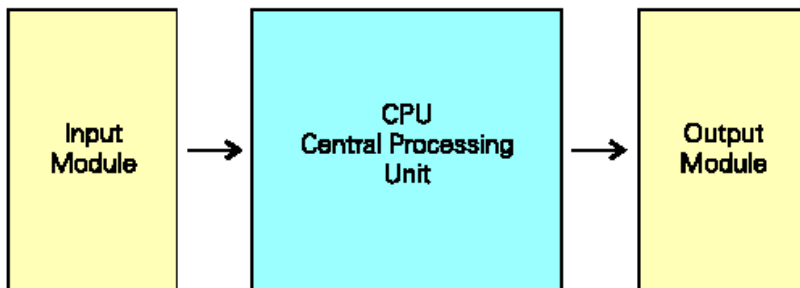 Input
Module
CPU
Central Processing
Unit
Output
Module